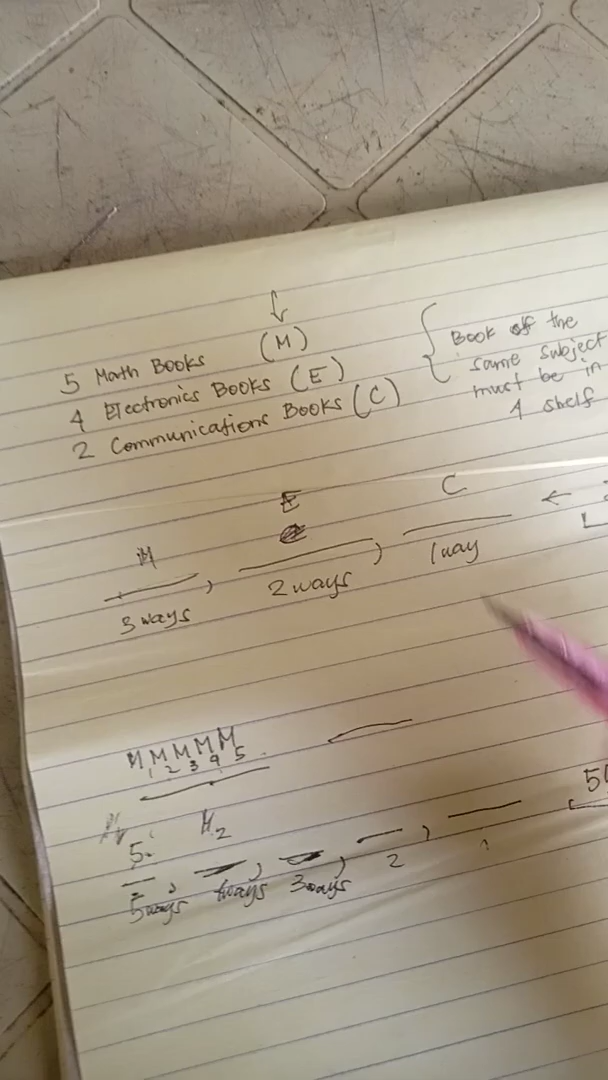 5 Math Books (M)
4 Electronics Books (E)
2 Communications Books (C)
Book of the
same subject
must be in
1 shelf
M E C
3 ways , 2 ways , 1 way
M M M M M
1 2 3 4 5
5
M2
5 ways , 4 ways , 3 ways , 2 , 1